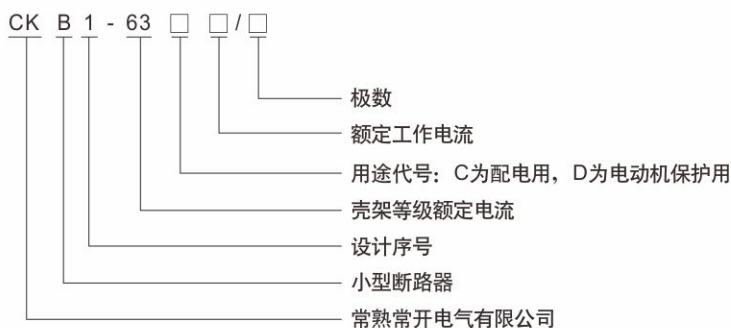 CK B 1 - 63 □ □ / □
极数
额定工作电流
用途代号：C为配电用，D为电动机保护用
壳架等级额定电流
设计序号
小型断路器
常熟常开电气有限公司